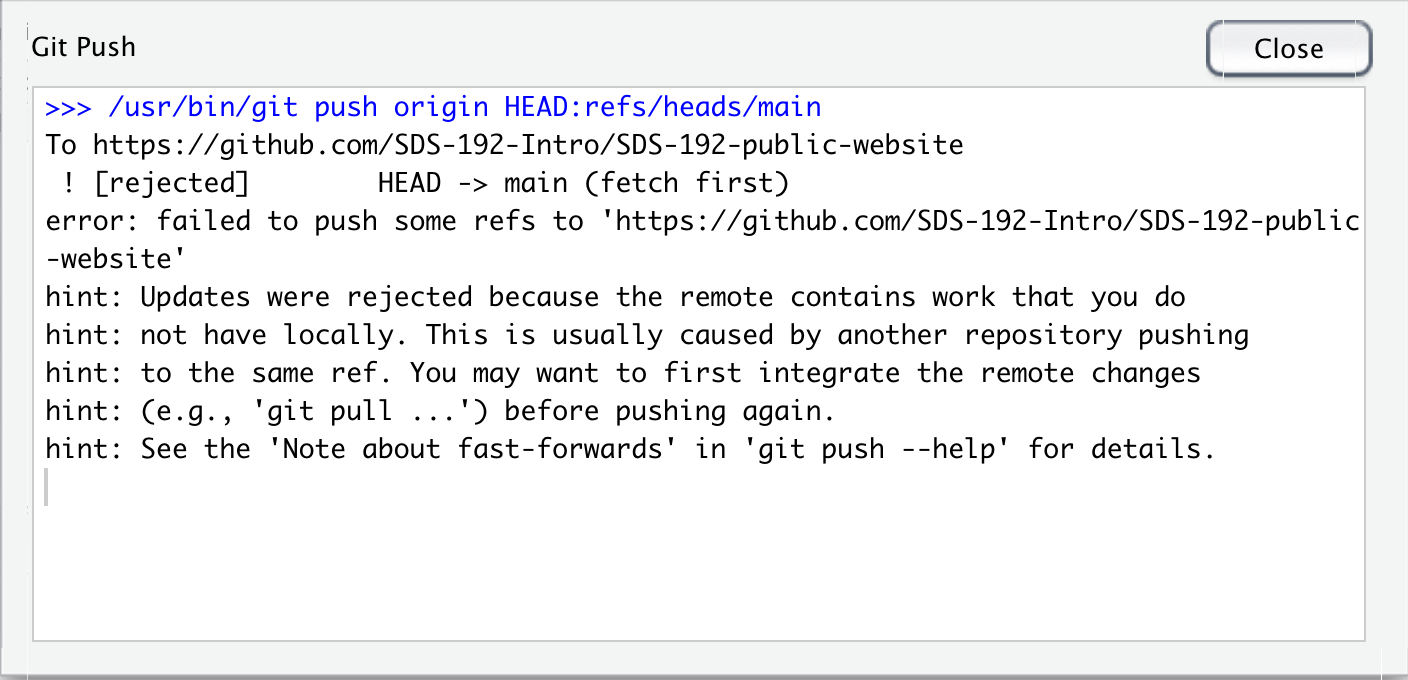 Git Push
Close
>>> /usr/bin/git push origin HEAD:refs/heads/main
To https://github.com/SDS-192-Intro/SDS-192-public-website
 ! [rejected]        HEAD -> main (fetch first)
error: failed to push some refs to 'https://github.com/SDS-192-Intro/SDS-192-public
-website'
hint: Updates were rejected because the remote contains work that you do
hint: not have locally. This is usually caused by another repository pushing
hint: to the same ref. You may want to first integrate the remote changes
hint: (e.g., 'git pull ...') before pushing again.
hint: See the 'Note about fast-forwards' in 'git push --help' for details.